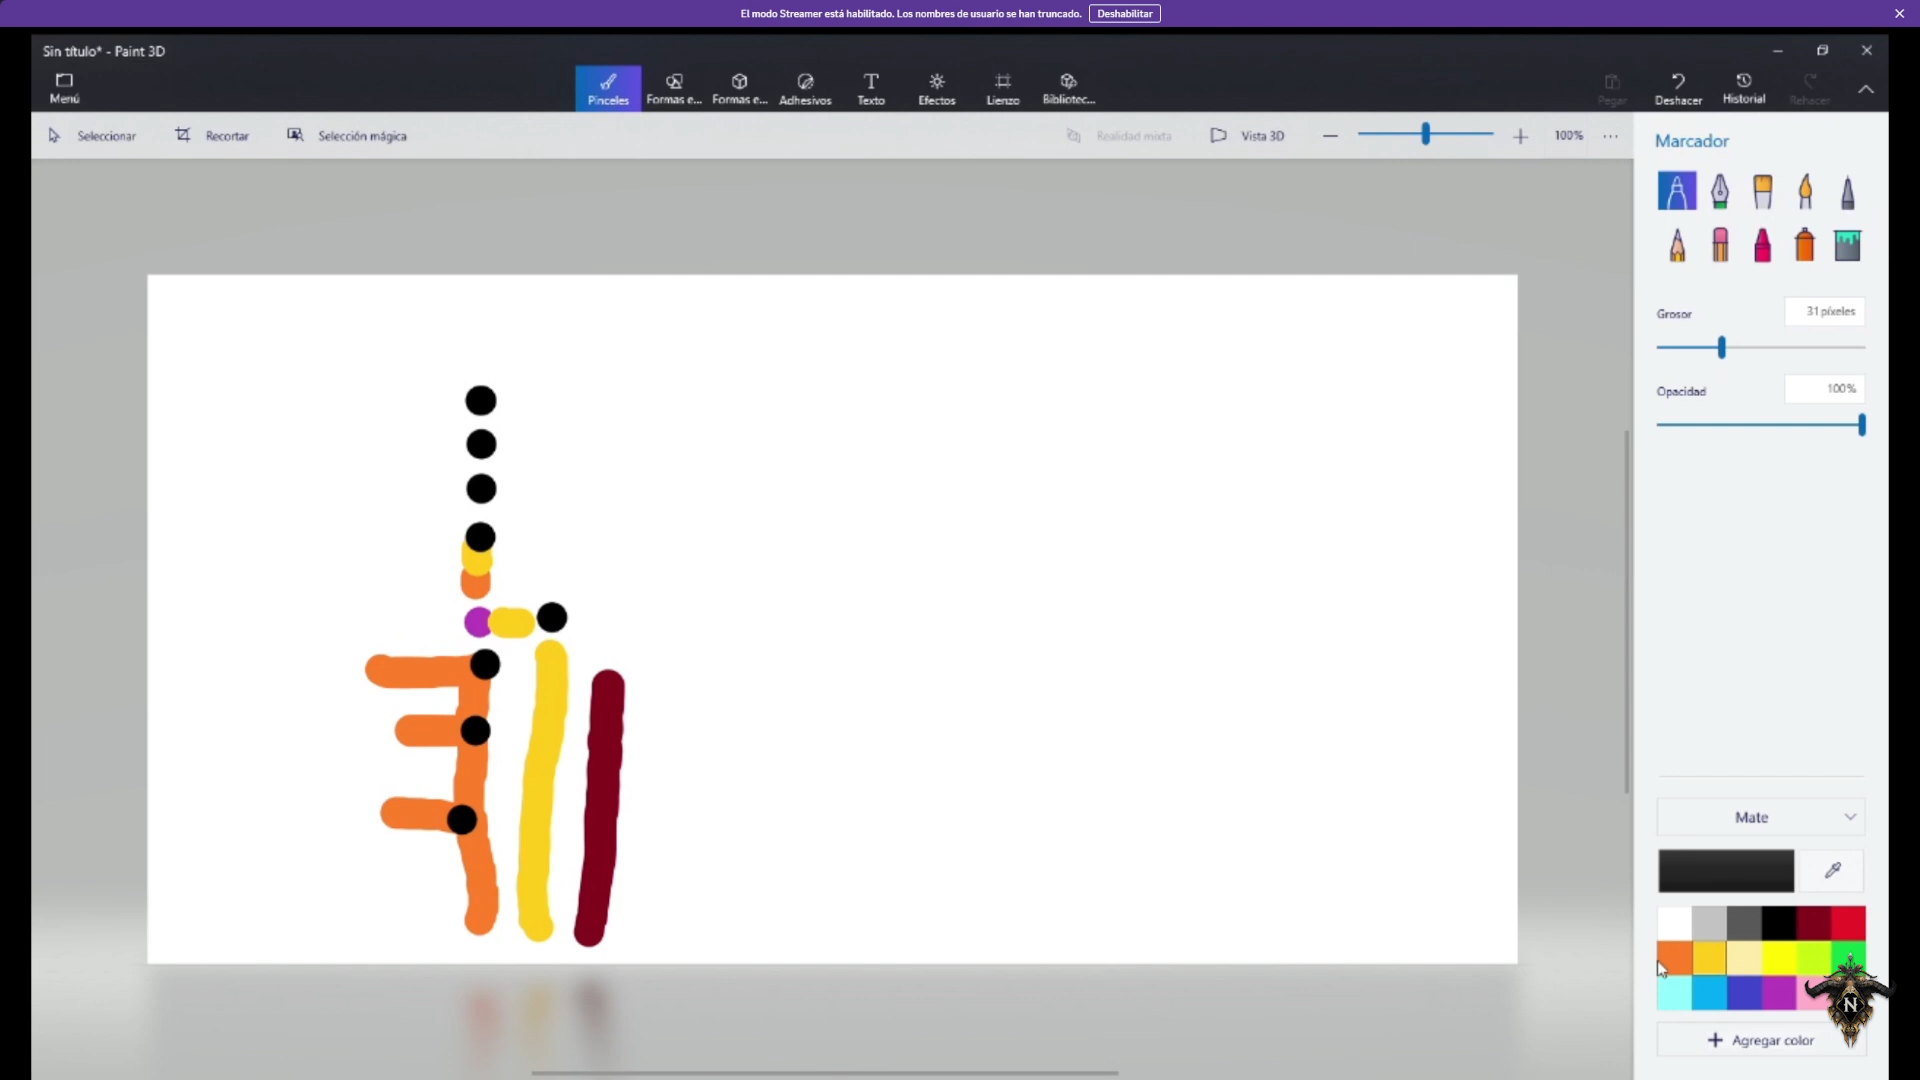 El modo Streamer está habilitado. Los nombres de usuario se han truncado. Deshabilitar
Sin título* - Paint 3D
Menú
Pinceles
Formas e...
Formas e...
Adhesivos
Texto
Efectos
Lienzo
Bibliotec...
Pegar
Deshacer
Historial
Rehacer
Seleccionar
Recortar
Selección mágica
Realidad mixta
Vista 3D
100%
Marcador
Grosor
31 píxeles
Opacidad
100%
Mate
N
Agregar color